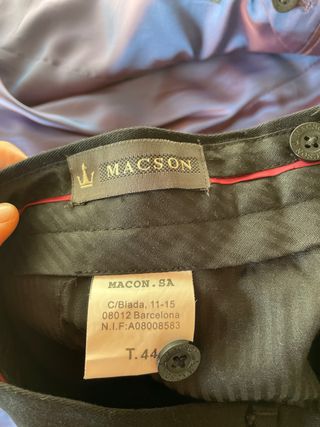 MACSON
MACON.SA
C/Biada, 11-15
08012 Barcelona
N.I.F:A08008583
T.44